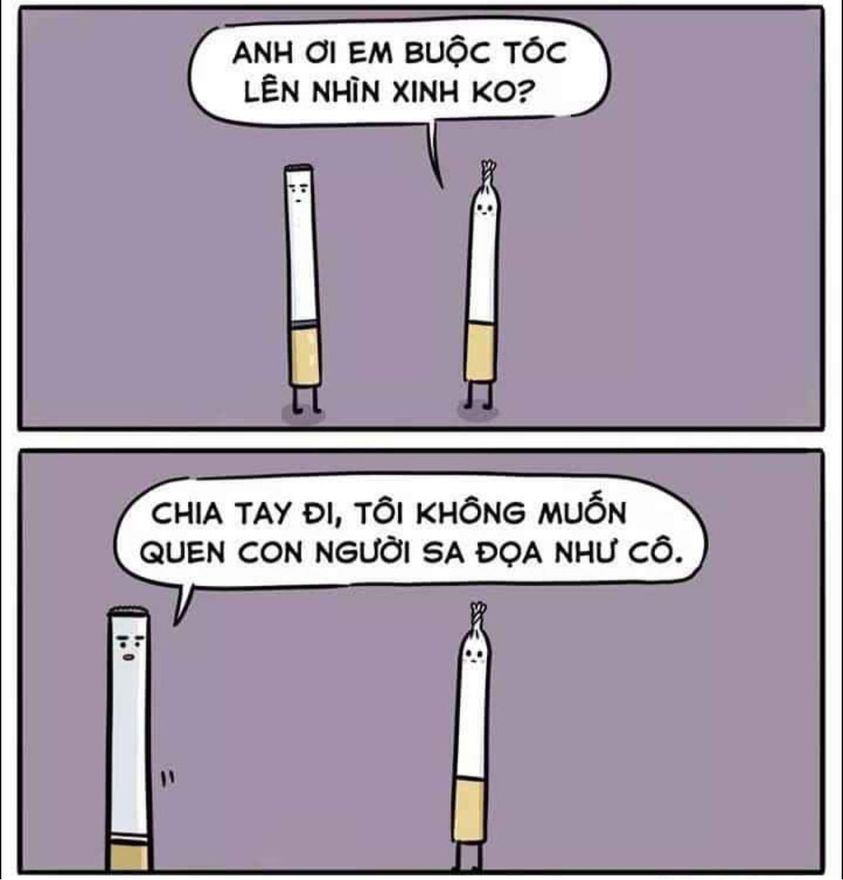 ANH ƠI EM BUỘC TÓC
LÊN NHÌN XINH KO?
CHIA TAY ĐI, TÔI KHÔNG MUỐN
QUEN CON NGƯỜI SA ĐỌA NHƯ CÔ.